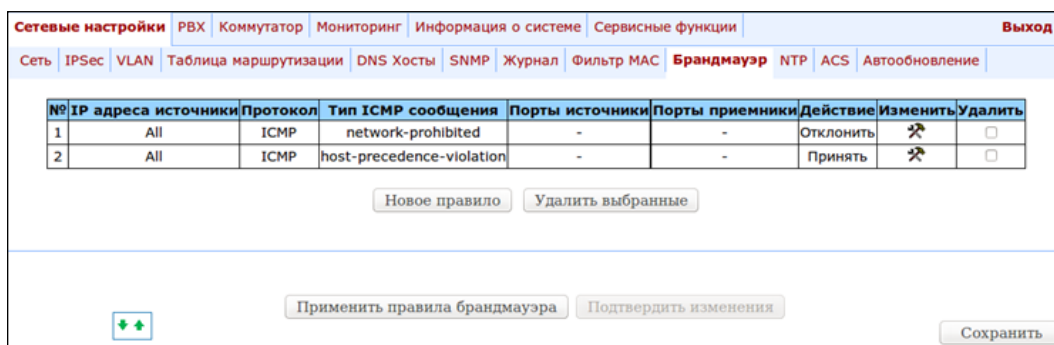 Сетевые настройки PBX Коммутатор Мониторинг Информация о системе Сервисные функции Выход
Сеть IPSec VLAN Таблица маршрутизации DNS Хосты SNMP Журнал Фильтр MAC Брандмауэр NTP ACS Автообновление
№ IP адреса источники Протокол Тип ICMP сообщения Порты источники Порты приемники Действие Изменить Удалить
1 All ICMP network-prohibited - - Отклонить
2 All ICMP host-precedence-violation - - Принять
Новое правило Удалить выбранные
Применить правила брандмауэра Подтвердить изменения
Сохранить